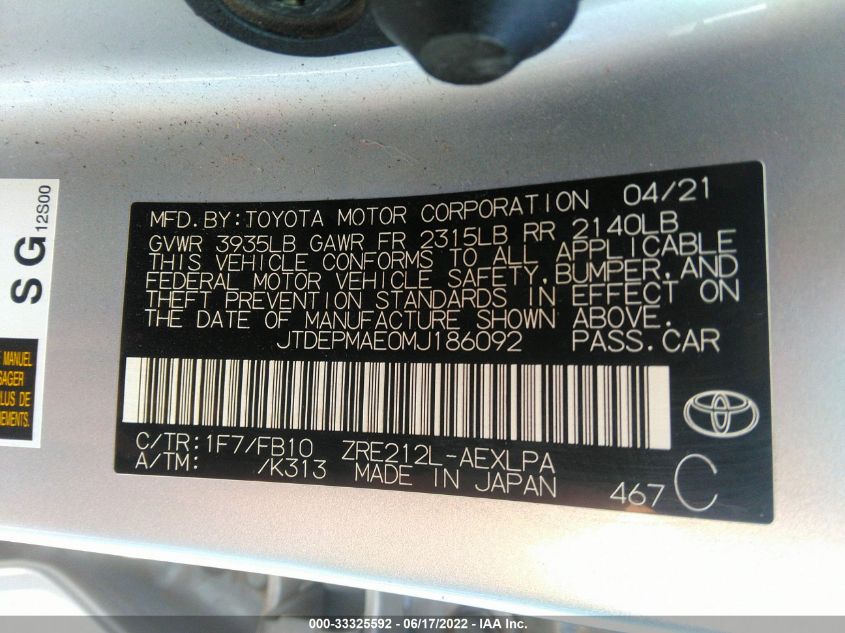 MFD. BY: TOYOTA MOTOR CORPORATION 04/21
GVWR 3935LB GAWR FR 2315LB RR 2140LB
THIS VEHICLE CONFORMS TO ALL APPLICABLE
FEDERAL MOTOR VEHICLE SAFETY, BUMPER, AND
THEFT PREVENTION STANDARDS IN EFFECT ON
THE DATE OF MANUFACTURE SHOWN ABOVE.
JTDEPMAE0MJ186092 PASS.CAR
C/TR: 1F7/FB10 ZRE212L-AEXLPA
A/TM: /K313 MADE IN JAPAN 467 C
SG
12S00
MANUEL
SAGER
LUS DE
NEMENTS.
000-33325592 - 06/17/2022 - IAA Inc.